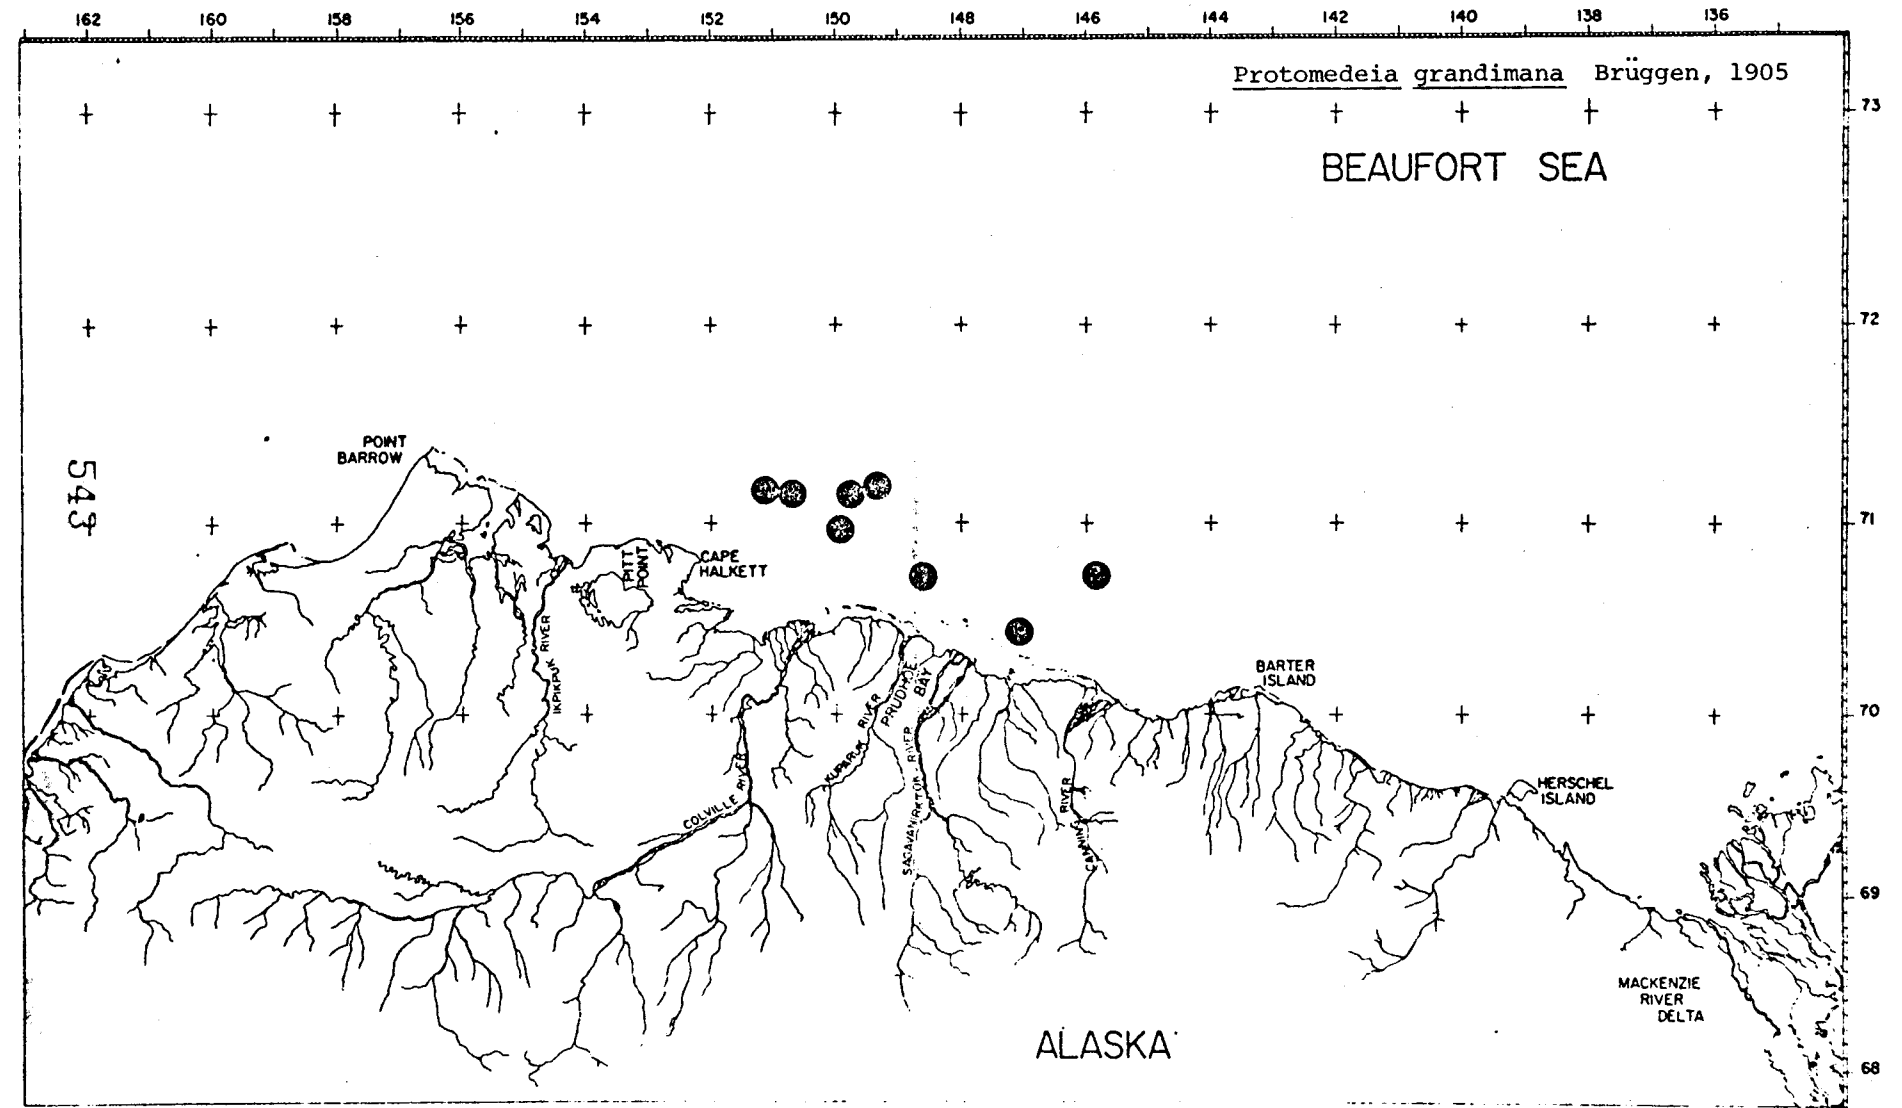 162 160 158 156 154 152 150 148 146 144 142 140 138 136
Protomedeia grandimana Brüggen, 1905
73
BEAUFORT SEA
72
POINT
BARROW
543
71
PITT
POINT
CAPE
HALKETT
IKPIKPUK RIVER
BARTER
ISLAND
PRUDHOE
BAY
KUPARUK RIVER
70
COLVILLE RIVER
SAGAVANIRKTOK RIVER
CANNING RIVER
HERSCHEL
ISLAND
69
MACKENZIE
RIVER
DELTA
ALASKA
68